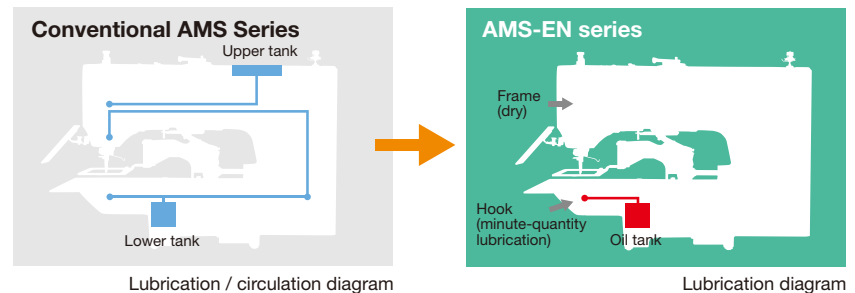 Conventional AMS Series
Upper tank
Lower tank
Lubrication / circulation diagram
AMS-EN series
Frame
(dry)
Hook
(minute-quantity
lubrication)
Oil tank
Lubrication diagram